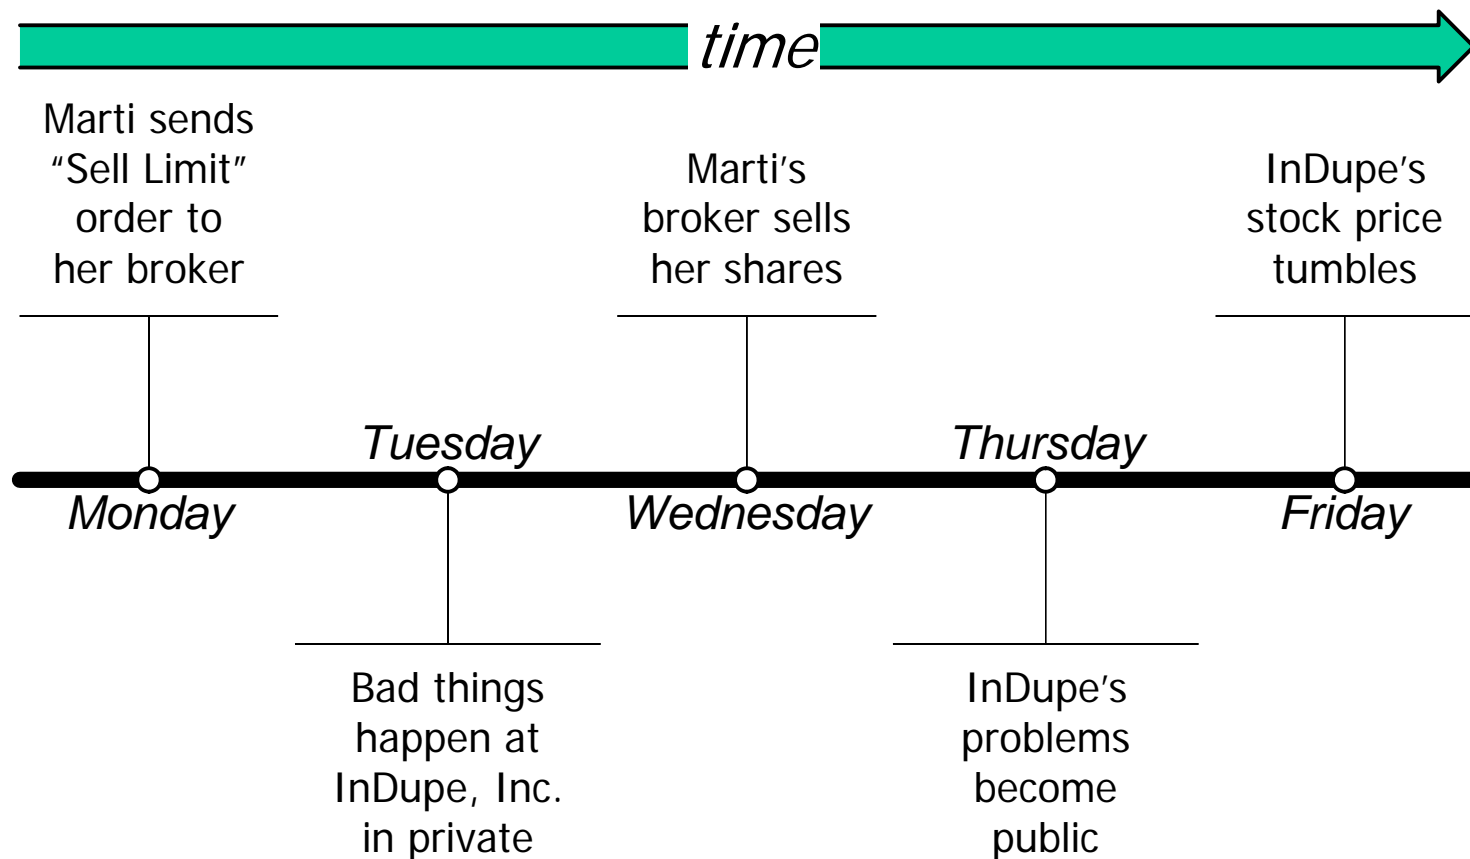 time
Marti sends
“Sell Limit”
order to
her broker
Marti's
broker sells
her shares
InDupe's
stock price
tumbles
Tuesday
Thursday
Monday
Wednesday
Friday
Bad things
happen at
InDupe, Inc.
in private
InDupe's
problems
become
public